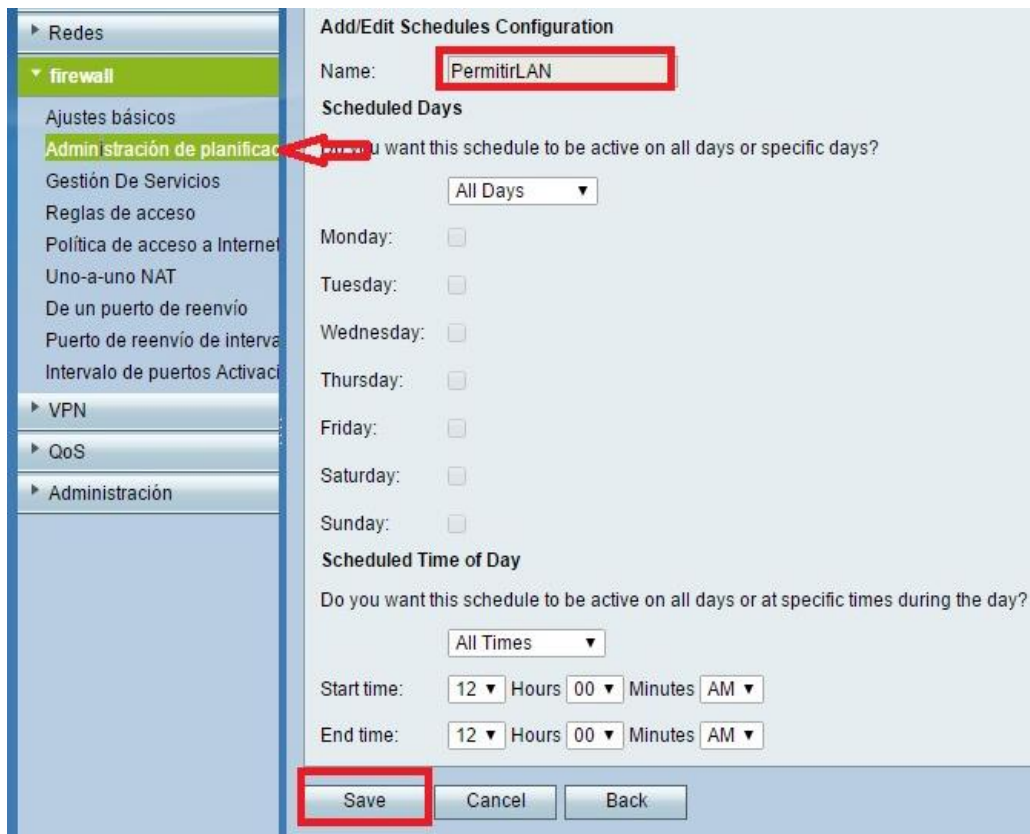 Redes
firewall
Ajustes básicos
Administración de planificac
Gestión De Servicios
Reglas de acceso
Política de acceso a Internet
Uno-a-uno NAT
De un puerto de reenvío
Puerto de reenvío de interva
Intervalo de puertos Activaci
VPN
QoS
Administración
Add/Edit Schedules Configuration
Name: PermitirLAN
Scheduled Days
you want this schedule to be active on all days or specific days?
All Days
Monday:
Tuesday:
Wednesday:
Thursday:
Friday:
Saturday:
Sunday:
Scheduled Time of Day
Do you want this schedule to be active on all days or at specific times during the day?
All Times
Start time: 12 Hours 00 Minutes AM
End time: 12 Hours 00 Minutes AM
Save Cancel Back